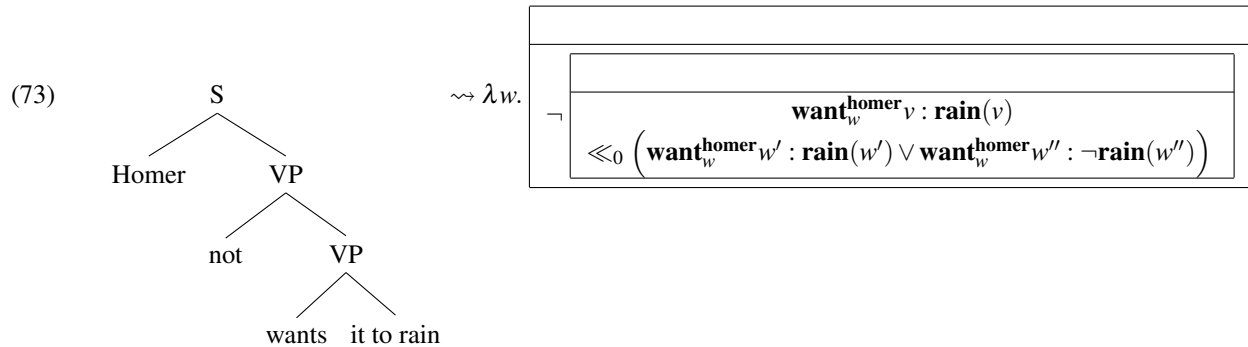 (73)
S
Homer VP
not VP
wants it to rain
⇝ λw.
¬
want_w^homer v : rain(v)
≪₀ (want_w^homer w′ : rain(w′) ∨ want_w^homer w″ : ¬rain(w″))